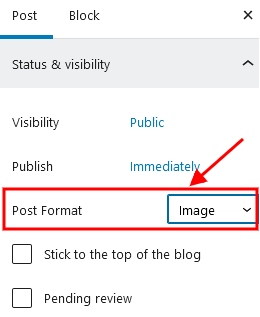 Post Block
Status & visibility
Visibility Public
Publish Immediately
Post Format Image
Stick to the top of the blog
Pending review